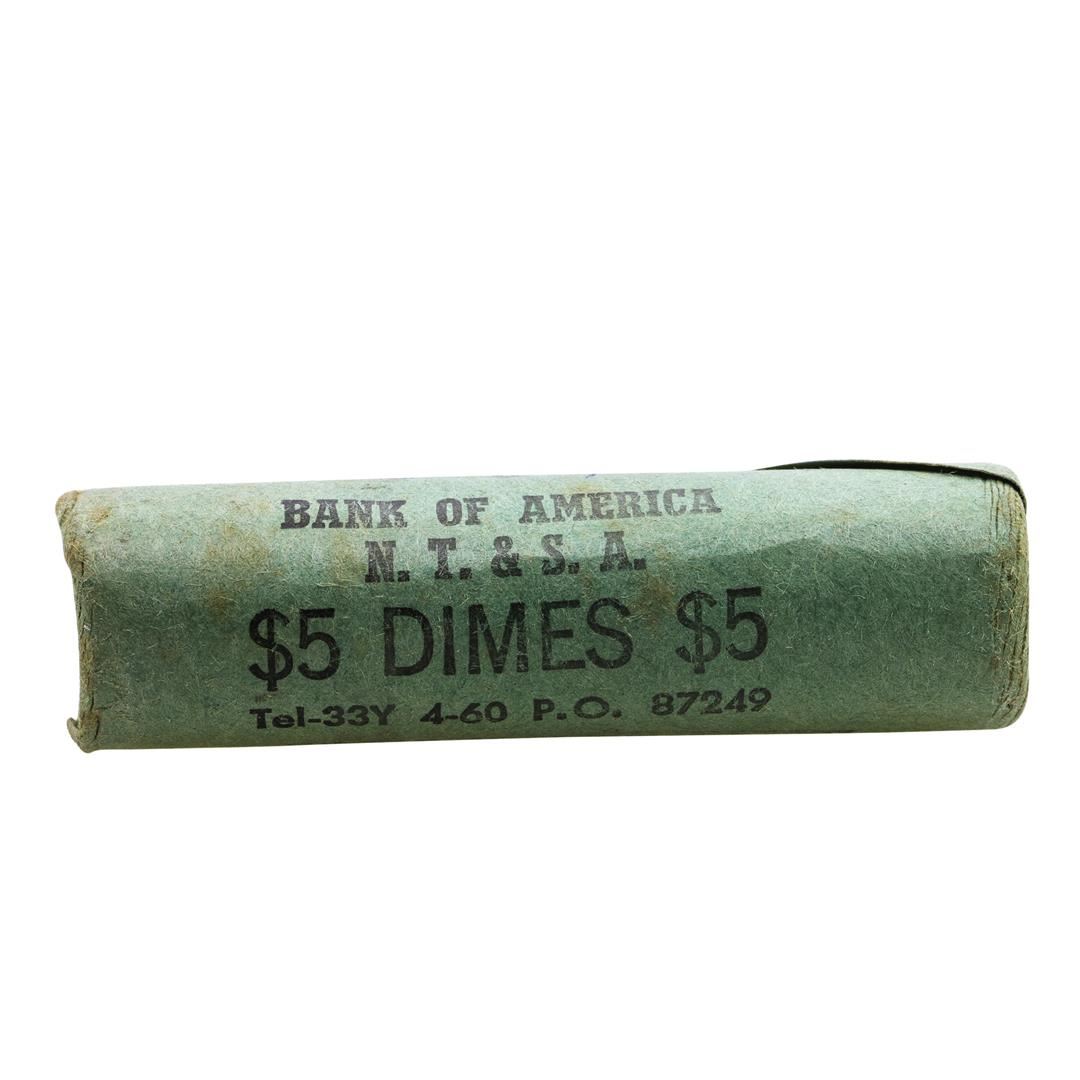 BANK OF AMERICA
N. T. & S. A.
$5 DIMES $5
Tel-33Y 4-60 P.O. 87249